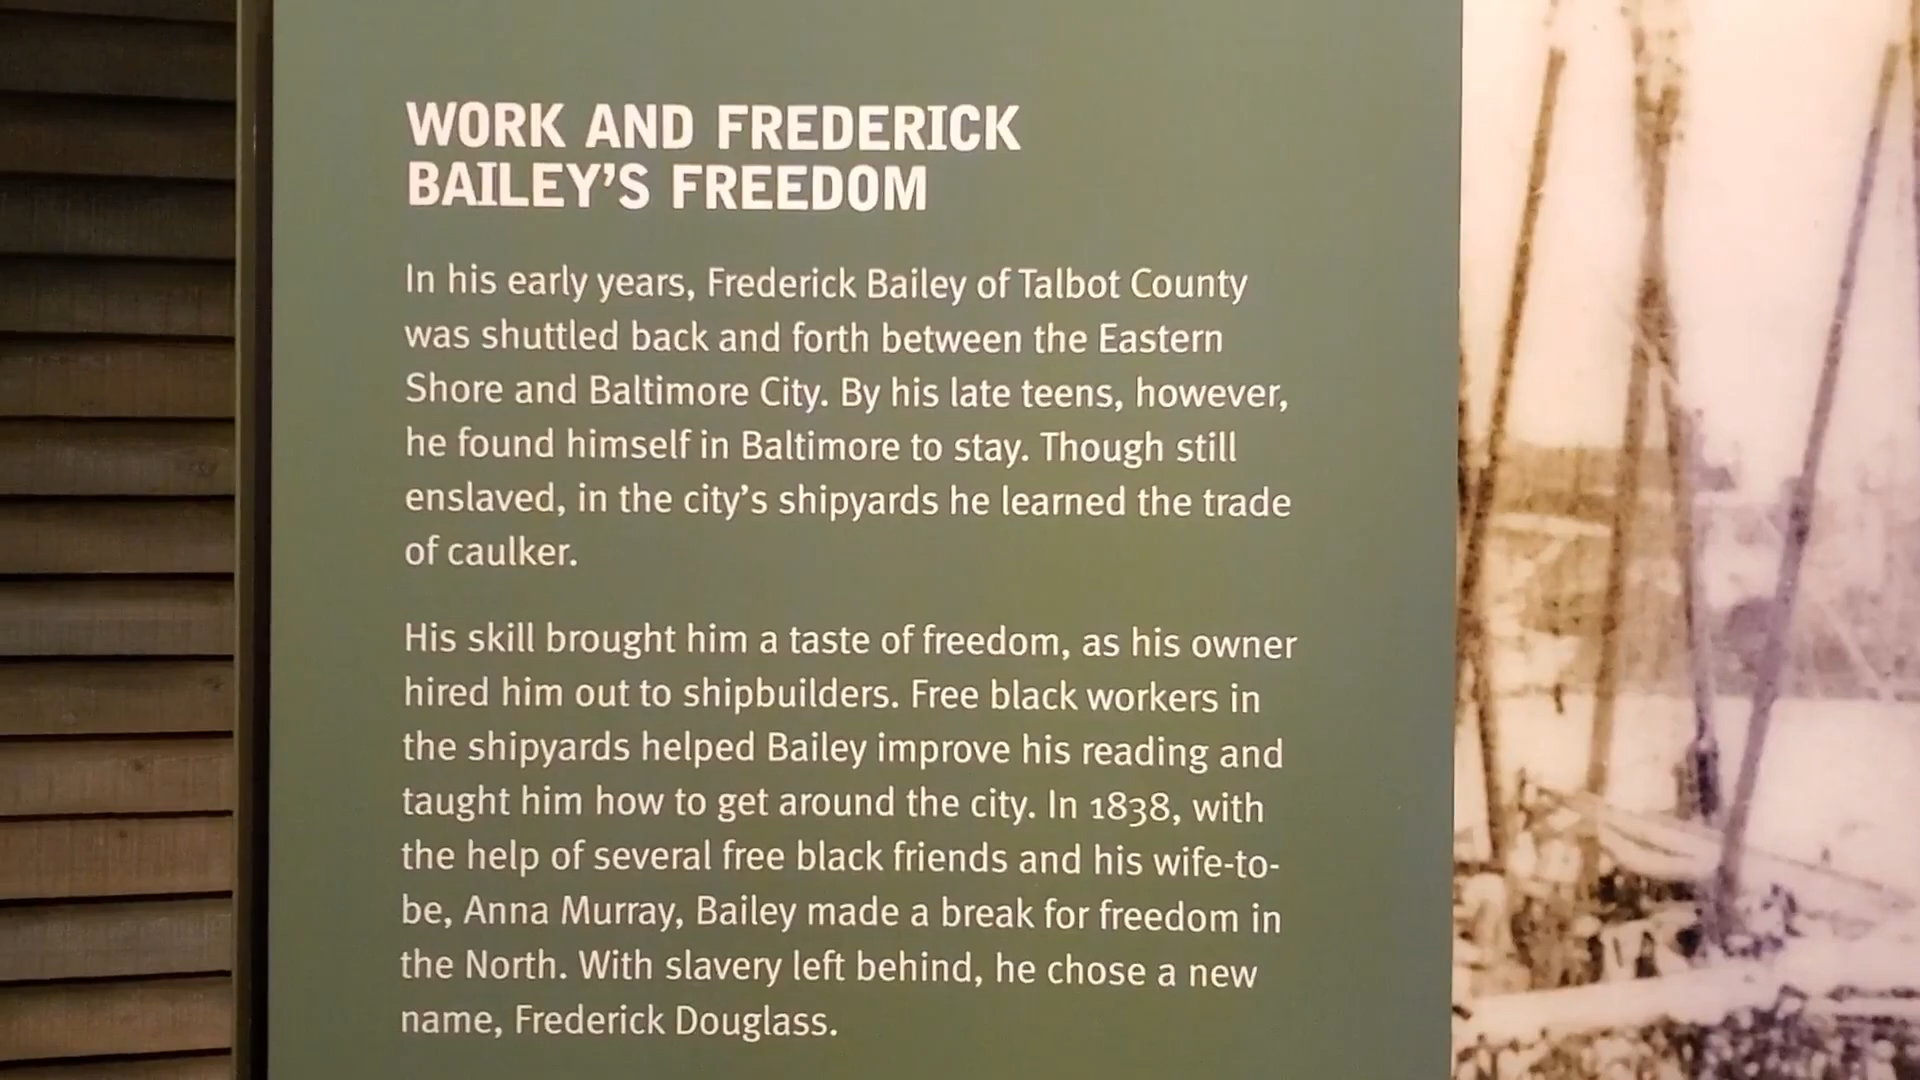 WORK AND FREDERICK
BAILEY'S FREEDOM
In his early years, Frederick Bailey of Talbot County
was shuttled back and forth between the Eastern
Shore and Baltimore City. By his late teens, however,
he found himself in Baltimore to stay. Though still
enslaved, in the city's shipyards he learned the trade
of caulker.
His skill brought him a taste of freedom, as his owner
hired him out to shipbuilders. Free black workers in
the shipyards helped Bailey improve his reading and
taught him how to get around the city. In 1838, with
the help of several free black friends and his wife-to-
be, Anna Murray, Bailey made a break for freedom in
the North. With slavery left behind, he chose a new
name, Frederick Douglass.